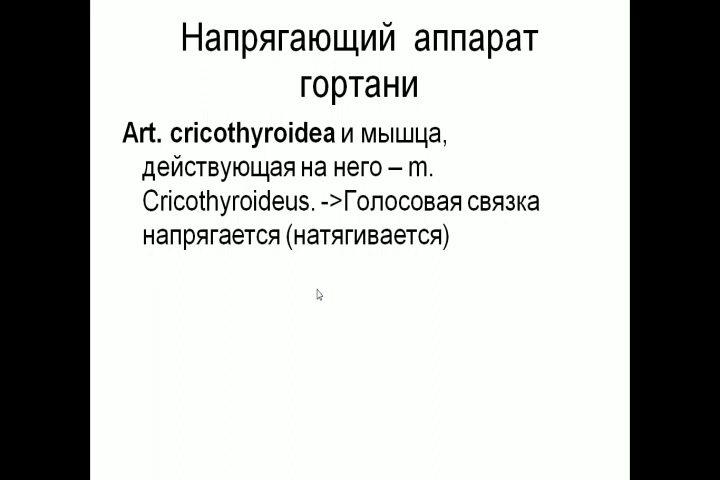 Напрягающий аппарат
гортани
Art. cricothyroidea и мышца,
действующая на него – m.
Cricothyroideus. ->Голосовая связка
напрягается (натягивается)